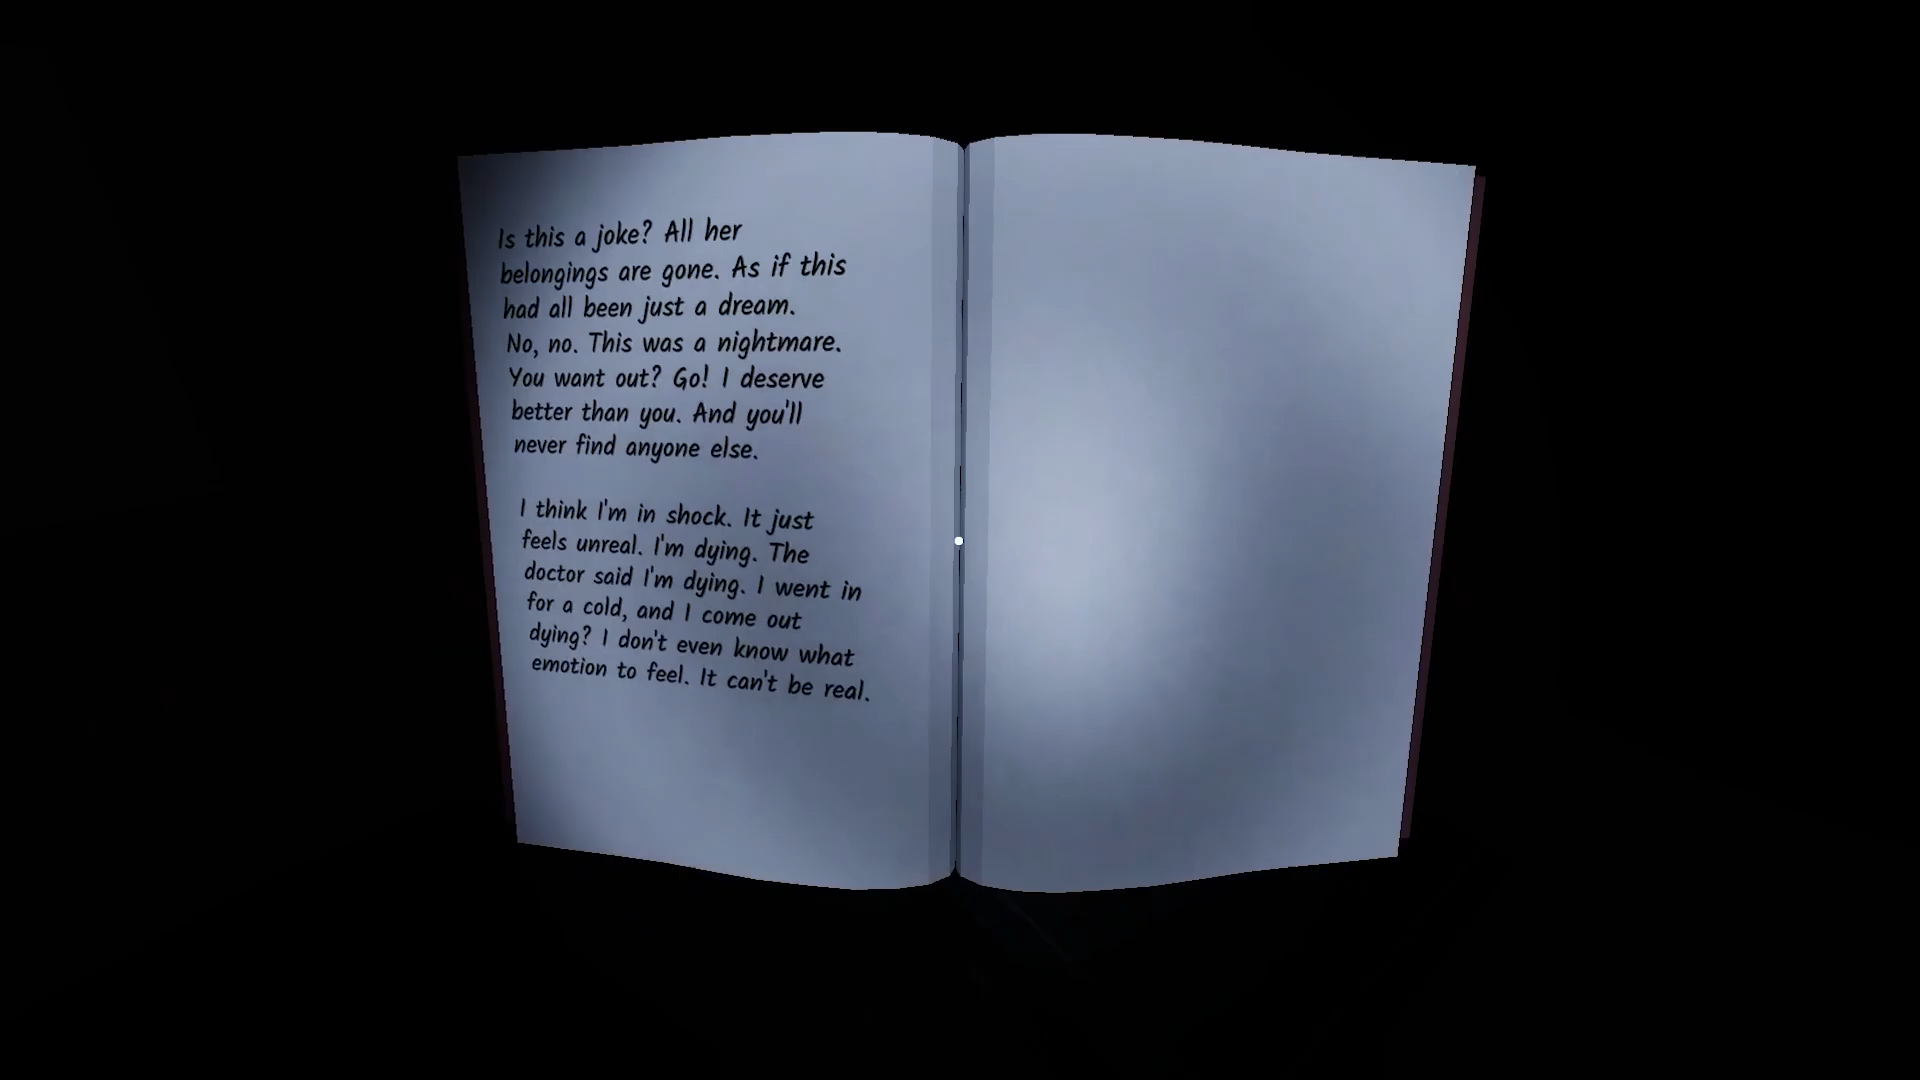 Is this a joke? All her
belongings are gone. As if this
had all been just a dream.
No, no. This was a nightmare.
You want out? Go! I deserve
better than you. And you'll
never find anyone else.
I think I'm in shock. It just
feels unreal. I'm dying. The
doctor said I'm dying. I went in
for a cold, and I come out
dying? I don't even know what
emotion to feel. It can't be real.